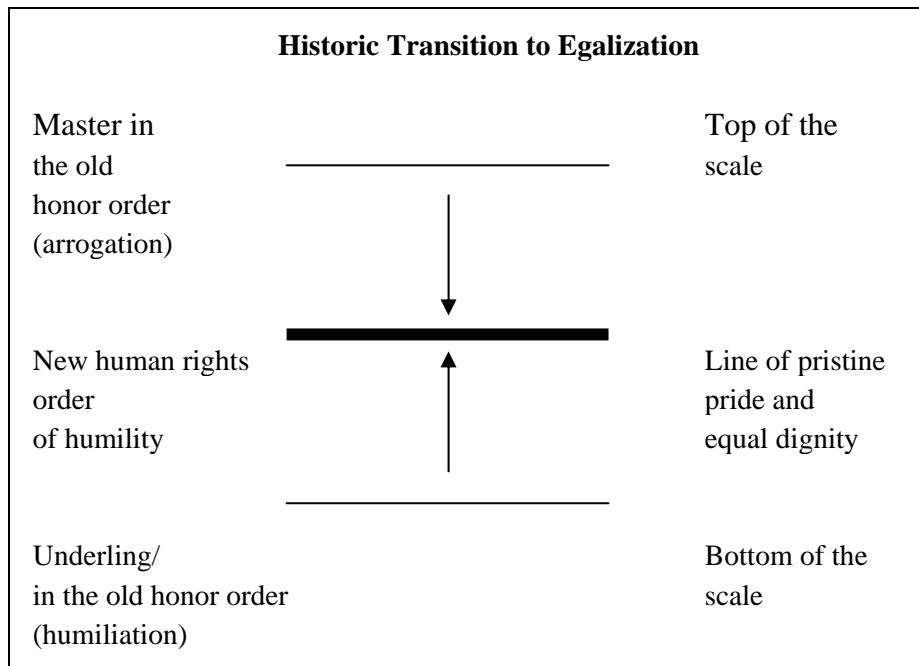 Historic Transition to Egalization
Master in
the old
honor order
(arrogation)
Top of the
scale
New human rights
order
of humility
Line of pristine
pride and
equal dignity
Underling/
in the old honor order
(humiliation)
Bottom of the
scale